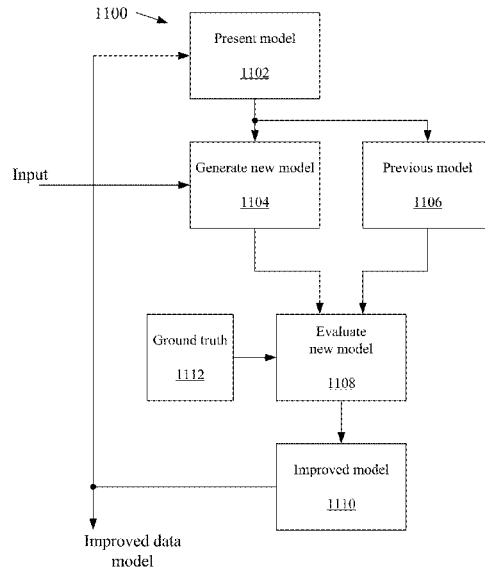 1100
Present model
1102
Input
Generate new model
1104
Previous model
1106
Ground truth
1112
Evaluate
new model
1108
Improved model
1110
Improved data
model